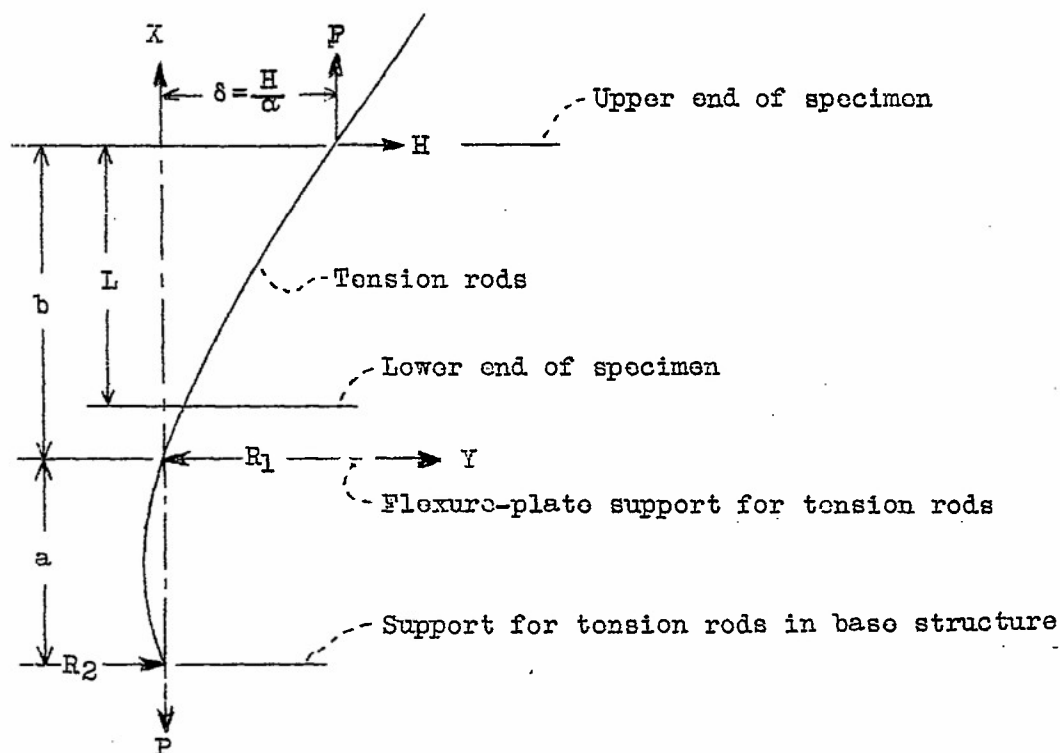 X
P
δ = H/α
Upper end of specimen
H
b
L
Tension rods
Lower end of specimen
R1
Y
Flexure-plate support for tension rods
a
Support for tension rods in base structure
R2
P